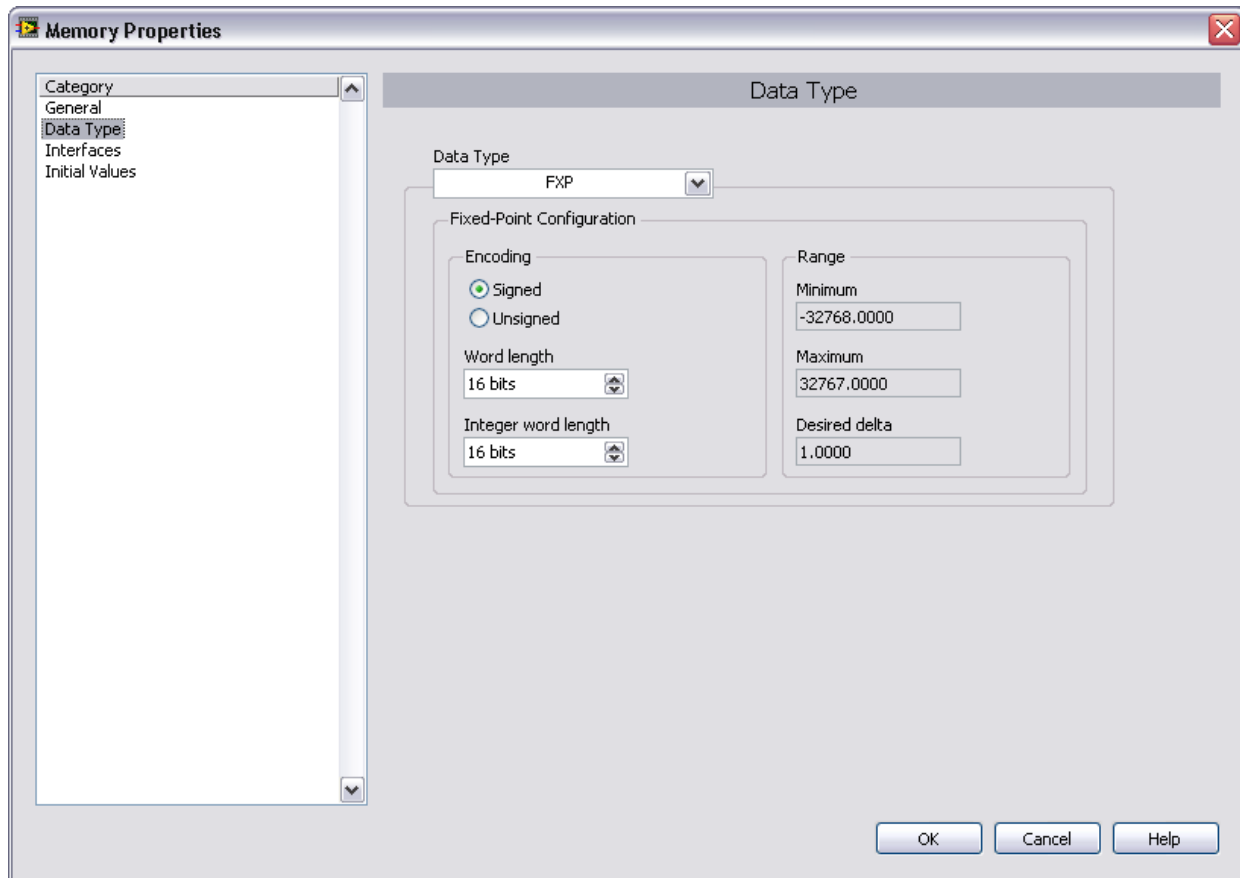 Memory Properties
Category
General
Data Type
Interfaces
Initial Values
Data Type
Data Type
FXP
Fixed-Point Configuration
Encoding
Signed
Unsigned
Word length
16 bits
Integer word length
16 bits
Range
Minimum
-32768.0000
Maximum
32767.0000
Desired delta
1.0000
OK
Cancel
Help